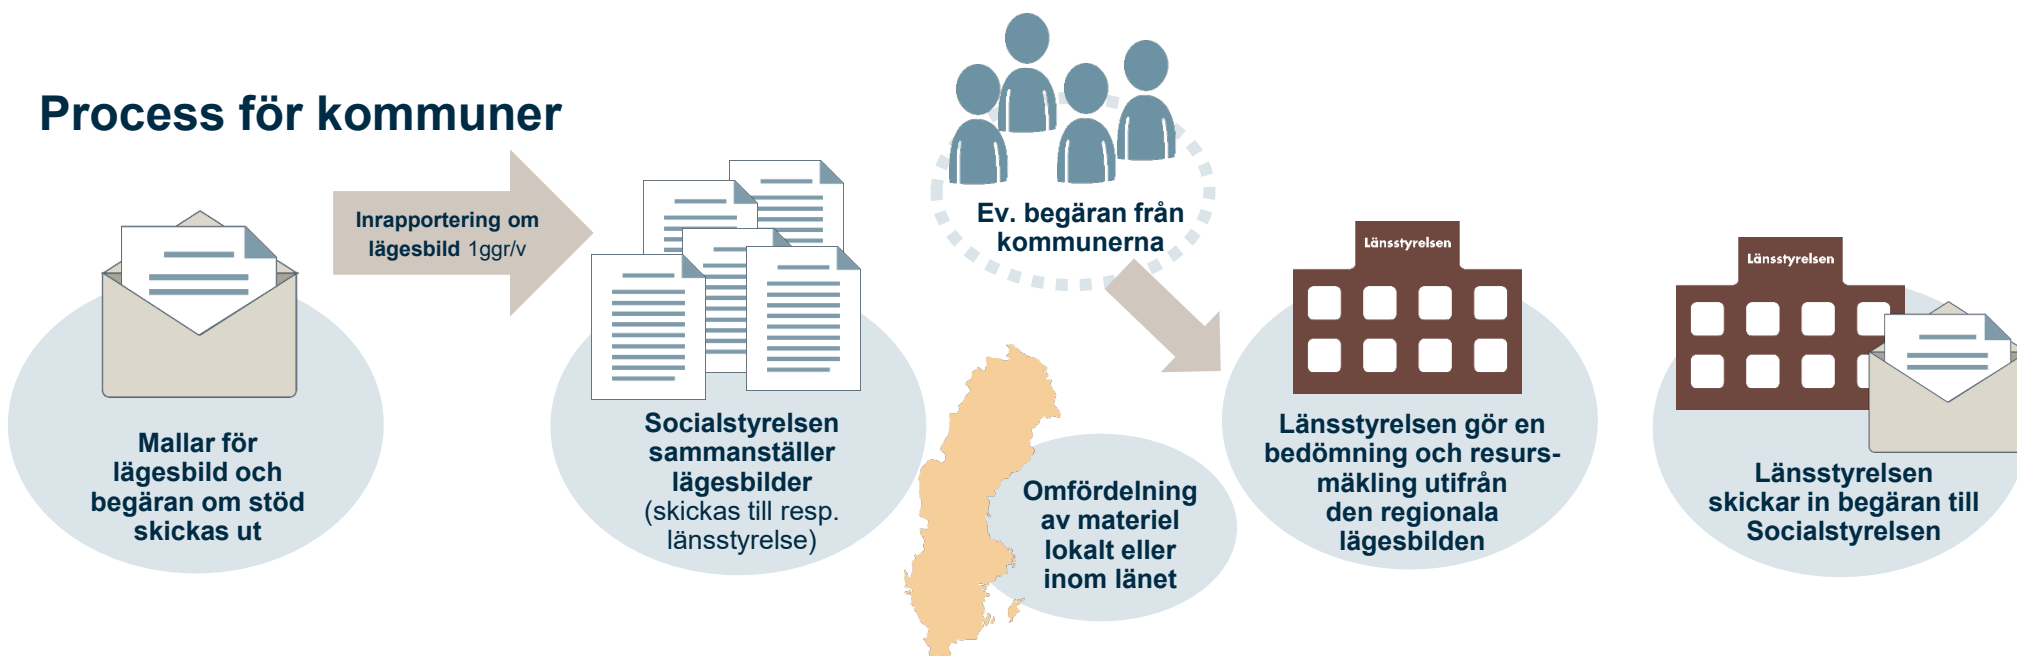 Process för kommuner
Mallar för
lägesbild och
begäran om stöd
skickas ut
Inrapportering om
lägesbild 1ggr/v
Socialstyrelsen
sammanställer
lägesbilder
(skickas till resp.
länsstyrelse)
Ev. begäran från
kommunerna
Omfördelning
av materiel
lokalt eller
inom länet
Länsstyrelsen
Länsstyrelsen gör en
bedömning och resurs-
mäkling utifrån
den regionala
lägesbilden
Länsstyrelsen
Länsstyrelsen
skickar in begäran till
Socialstyrelsen